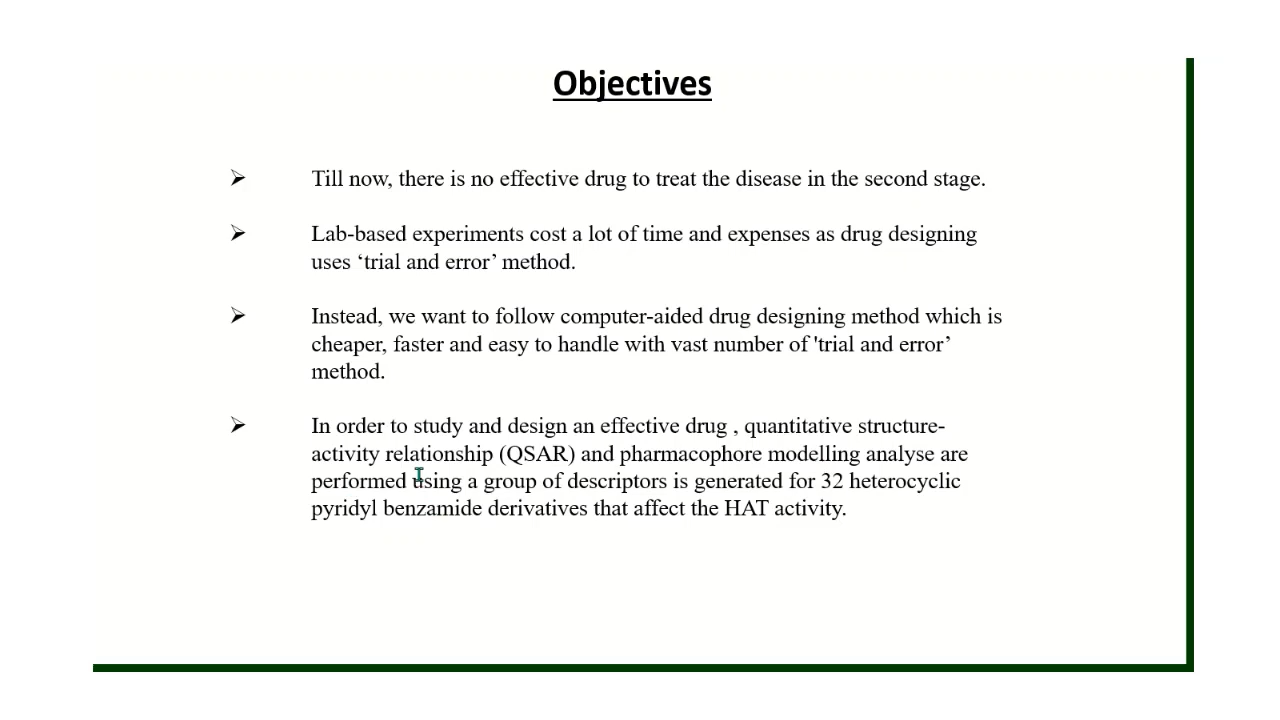 Objectives
➢ Till now, there is no effective drug to treat the disease in the second stage.
➢ Lab-based experiments cost a lot of time and expenses as drug designing
uses ‘trial and error’ method.
➢ Instead, we want to follow computer-aided drug designing method which is
cheaper, faster and easy to handle with vast number of 'trial and error’
method.
➢ In order to study and design an effective drug , quantitative structure-
activity relationship (QSAR) and pharmacophore modelling analyse are
performed using a group of descriptors is generated for 32 heterocyclic
pyridyl benzamide derivatives that affect the HAT activity.